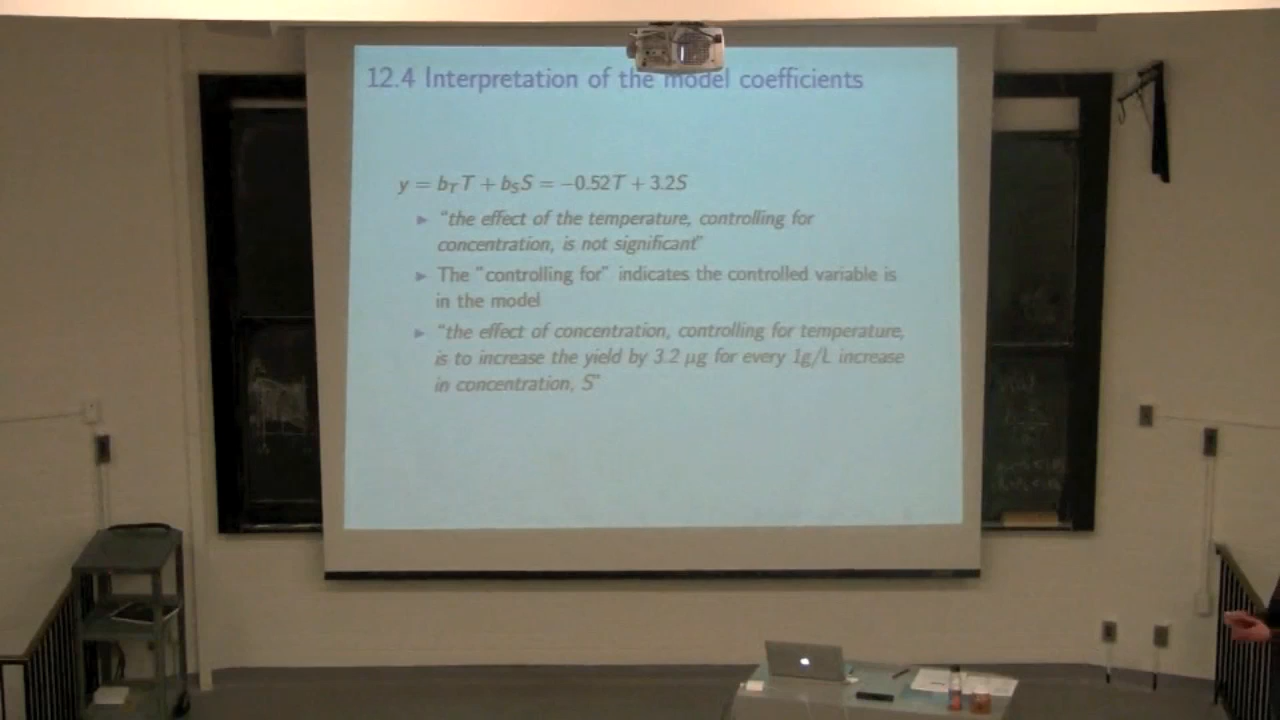 12.4 Interpretation of the model coefficients
y = b_T T + b_S S = −0.52T + 3.2S
▶ "the effect of the temperature, controlling for
concentration, is not significant"
▶ The "controlling for" indicates the controlled variable is
in the model
▶ "the effect of concentration, controlling for temperature,
is to increase the yield by 3.2 μg for every 1g/L increase
in concentration, S"